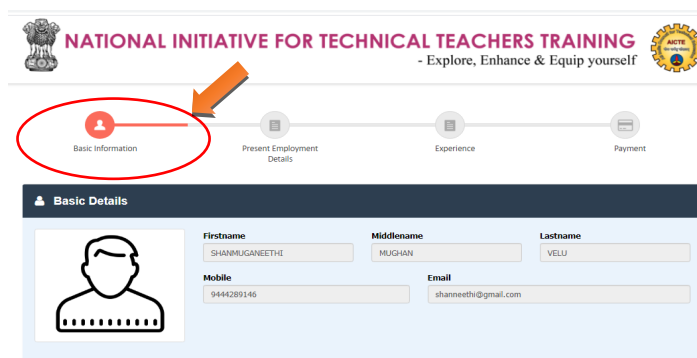 NATIONAL INITIATIVE FOR TECHNICAL TEACHERS TRAINING
- Explore, Enhance & Equip yourself
AICTE
Basic Information
Present Employment
Details
Experience
Payment
Basic Details
Firstname Middlename Lastname
SHANMUGANEETHI MUGHAN VELU
Mobile Email
9444289146 shanneethi@gmail.com